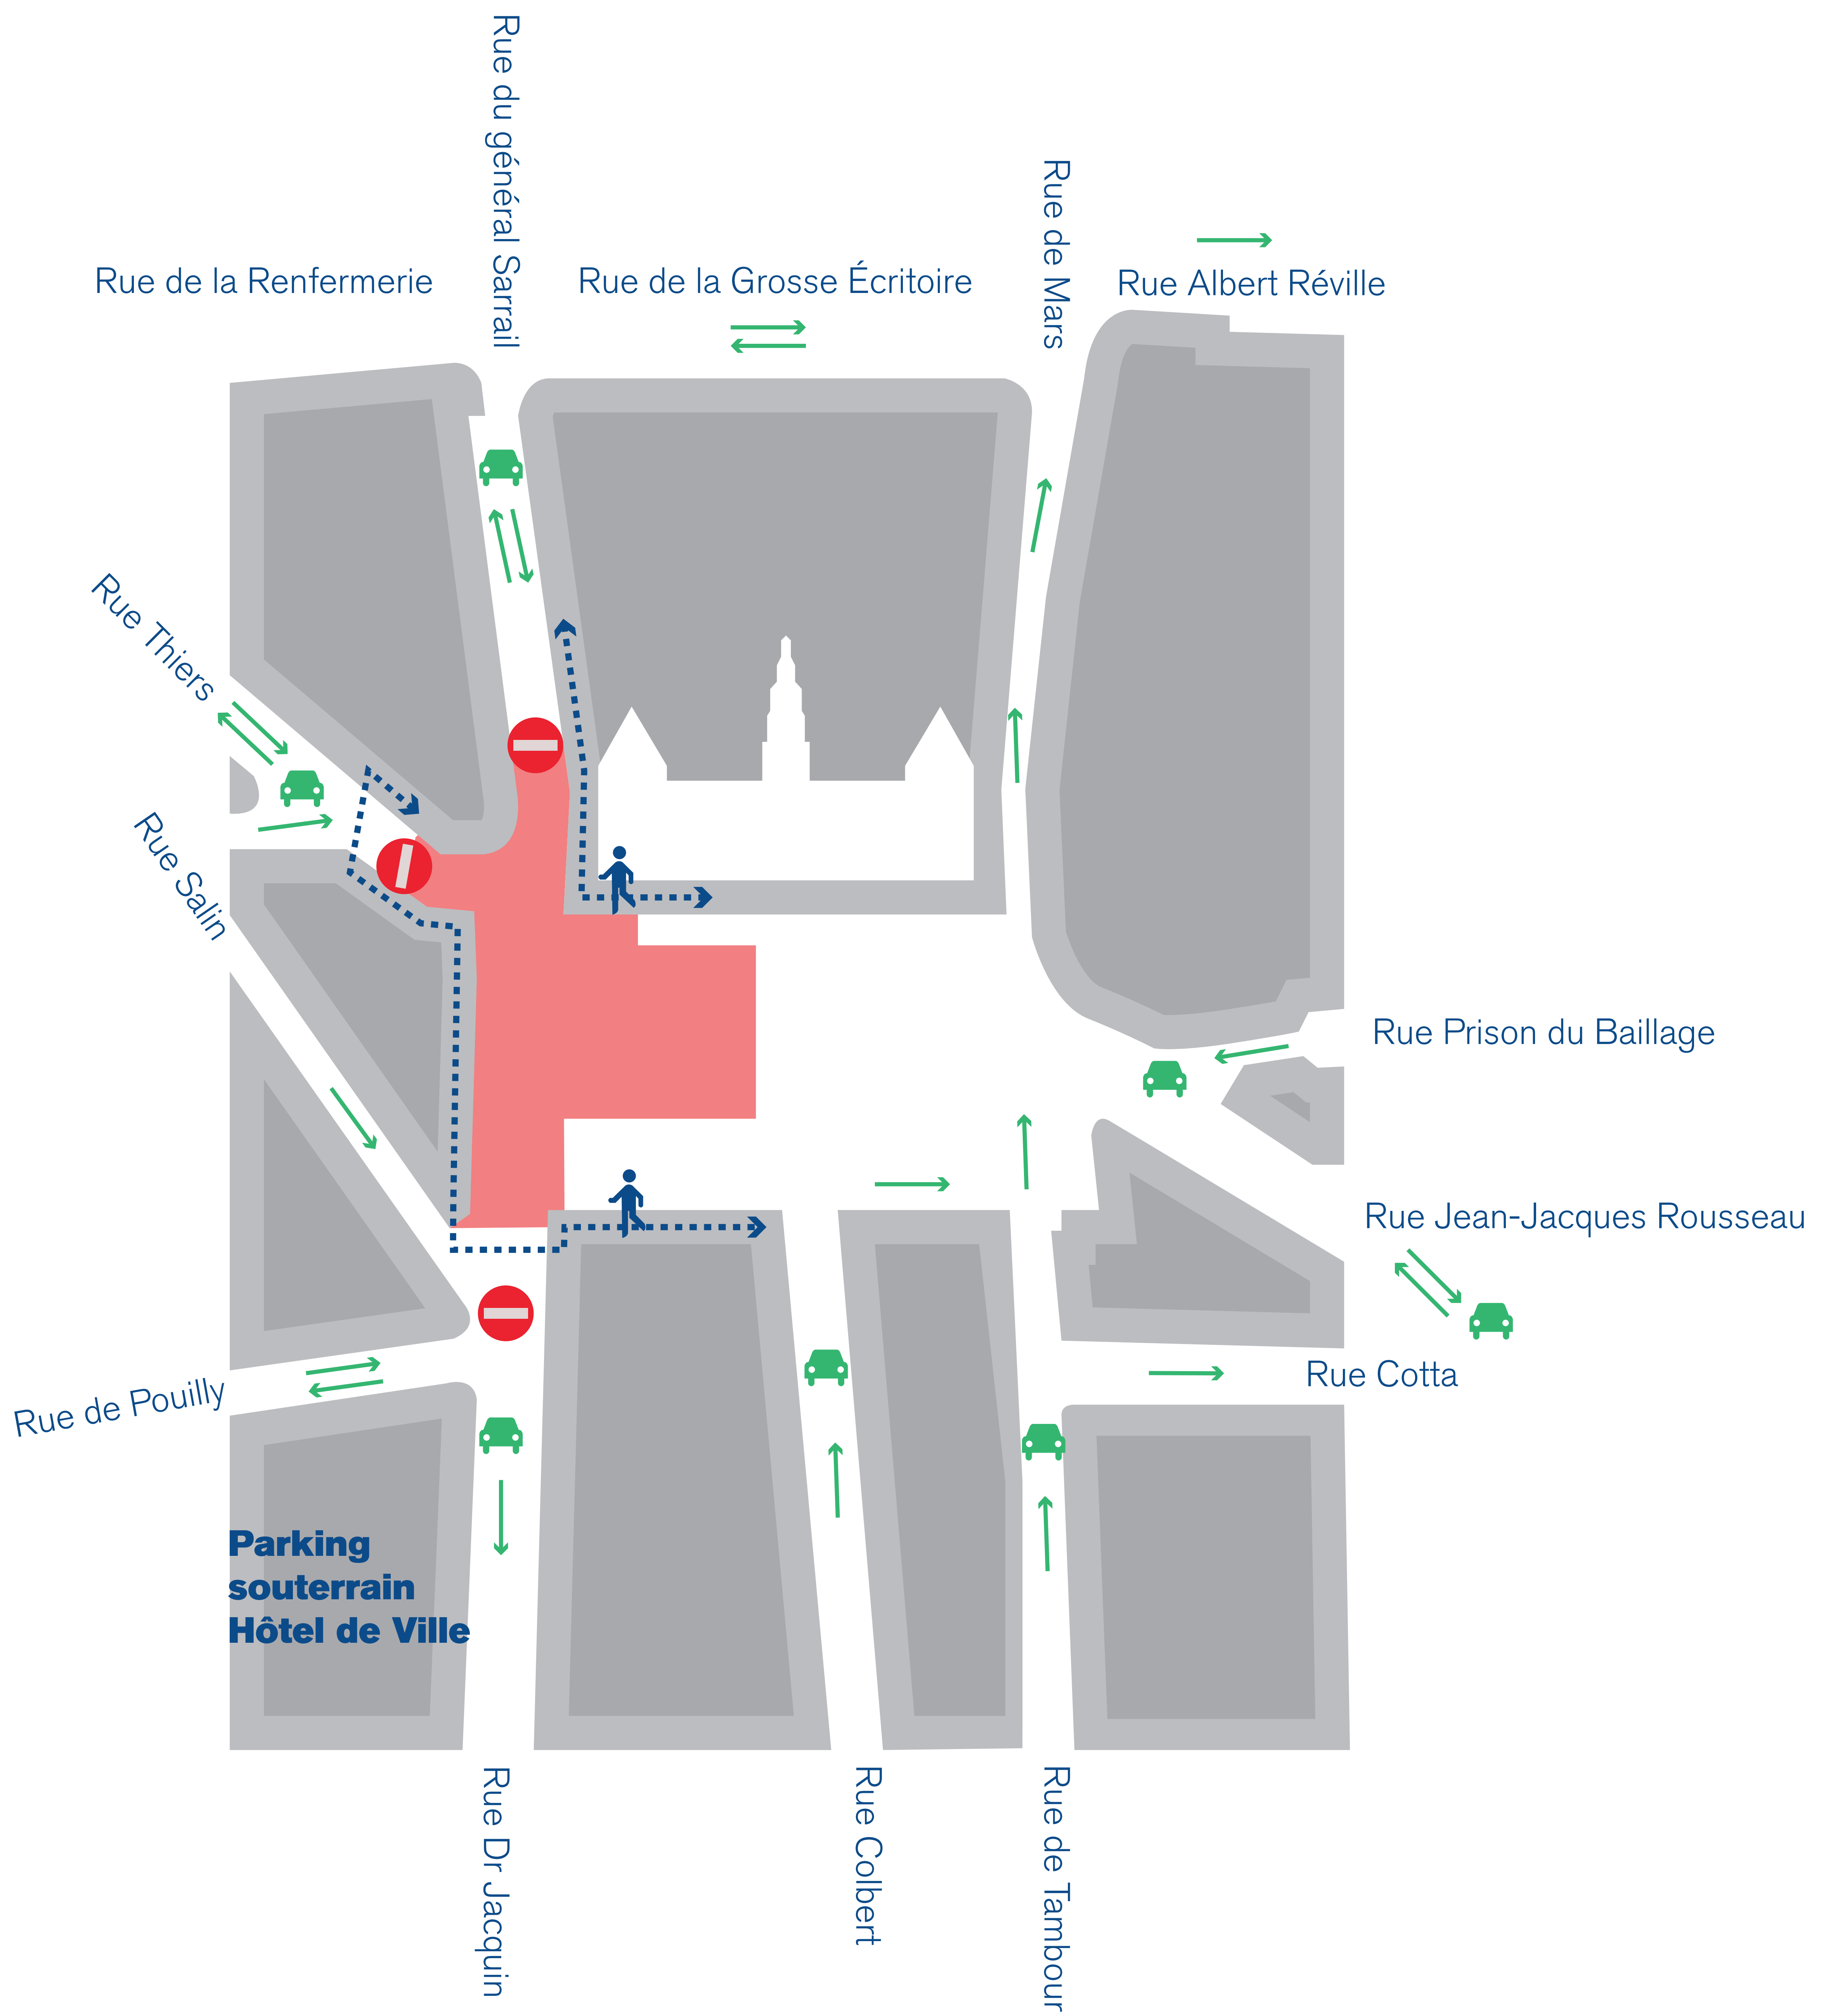 Rue du général Sarrail
Rue de Mars
Rue de la Renfermerie
Rue de la Grosse Écritoire
Rue Albert Réville
Rue Thiers
Rue Salin
Rue Prison du Baillage
Rue Jean-Jacques Rousseau
Rue Cotta
Rue de Pouilly
Parking
souterrain
Hôtel de Ville
Rue Dr Jacquin
Rue Colbert
Rue de Tambour